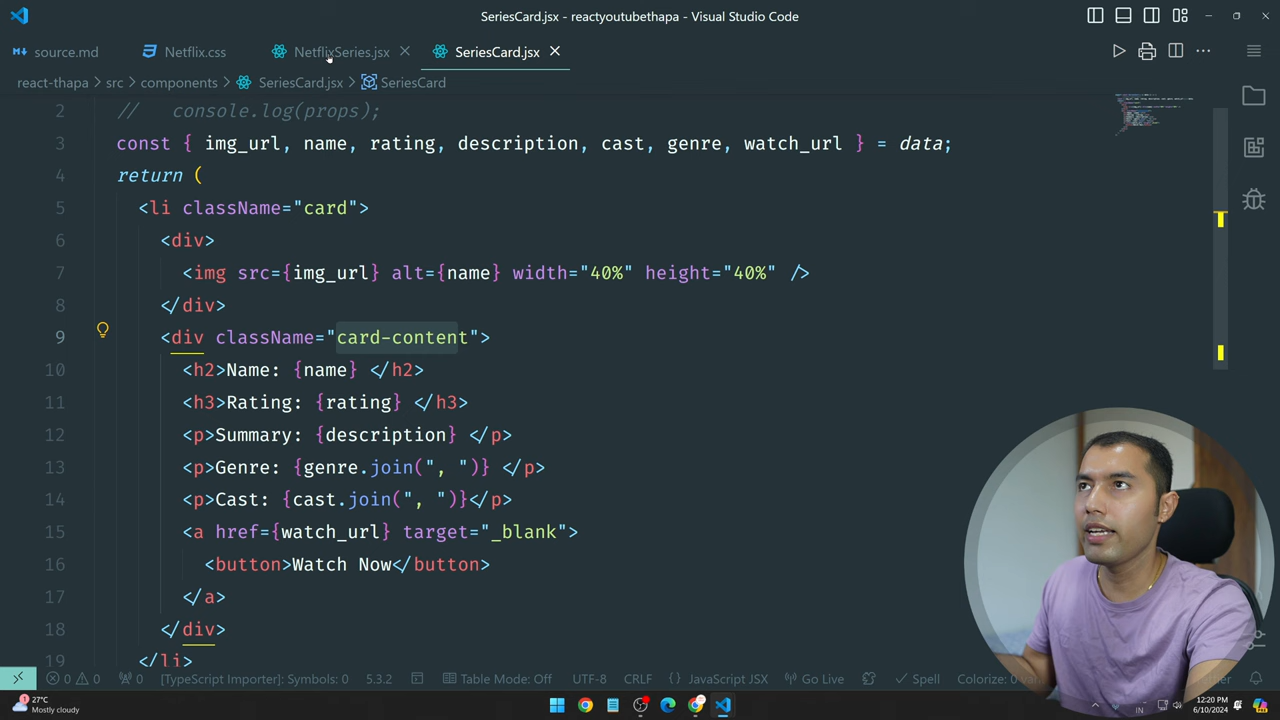 SeriesCard.jsx - reactyoutubethapa - Visual Studio Code
source.md Netflix.css NetflixSeries.jsx SeriesCard.jsx
react-thapa > src > components > SeriesCard.jsx > SeriesCard
2 // console.log(props);
3 const { img_url, name, rating, description, cast, genre, watch_url } = data;
4 return (
5 <li className="card">
6 <div>
7 <img src={img_url} alt={name} width="40%" height="40%" />
8 </div>
9 <div className="card-content">
10 <h2>Name: {name} </h2>
11 <h3>Rating: {rating} </h3>
12 <p>Summary: {description} </p>
13 <p>Genre: {genre.join(", ")} </p>
14 <p>Cast: {cast.join(", ")}</p>
15 <a href={watch_url} target="_blank">
16 <button>Watch Now</button>
17 </a>
18 </div>
19 </li>
0 0 0 [TypeScript Importer]: Symbols: 0 5.3.2 Table Mode: Off UTF-8 CRLF { } JavaScript JSX Go Live Spell Colorize: 0
27°C
Mostly cloudy
IN
12:20 PM
6/10/2024